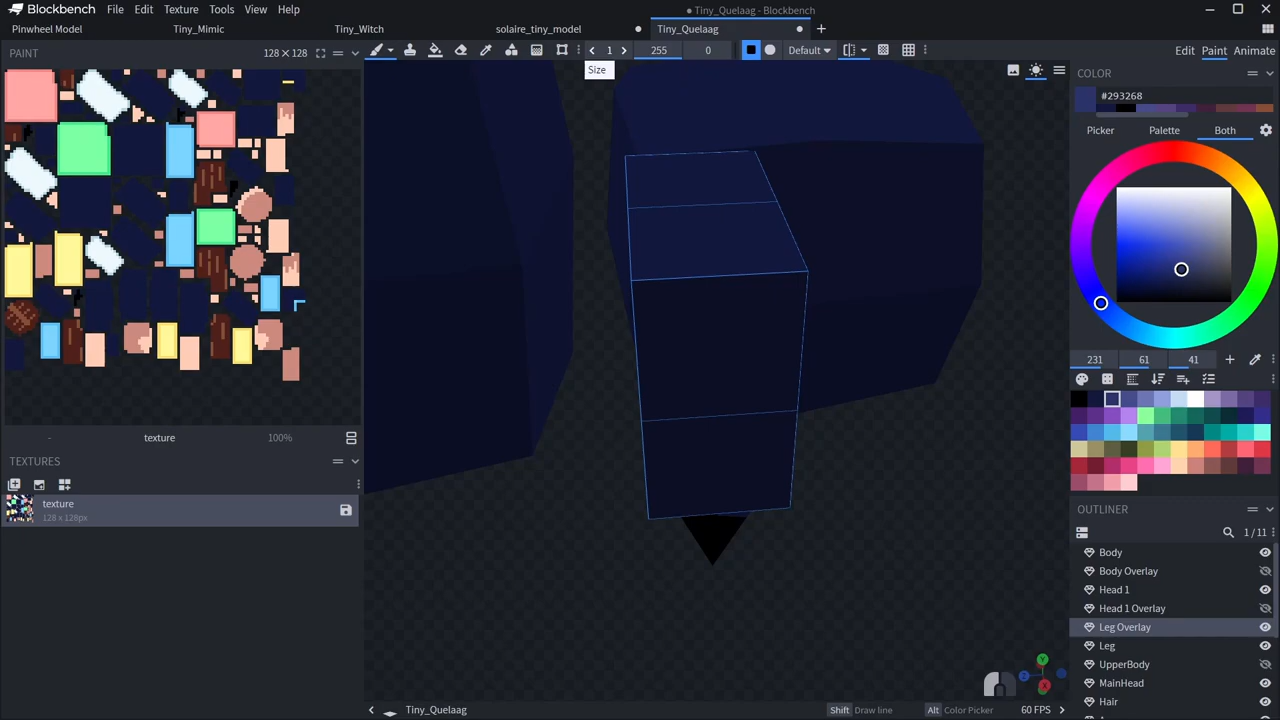 Blockbench File Edit Texture Tools View Help
Tiny_Quelaag - Blockbench
Pinwheel Model Tiny_Mimic Tiny_Witch solaire_tiny_model Tiny_Quelaag
PAINT 128 × 128
1 255 0 Default
Edit Paint Animate
Size
COLOR
#293268
Picker Palette Both
231 61 41
- texture 100%
TEXTURES
texture
128 x 128px
OUTLINER
1 / 11
Body
Body Overlay
Head 1
Head 1 Overlay
Leg Overlay
Leg
UpperBody
MainHead
Hair
Tiny_Quelaag
Shift Draw line Alt Color Picker 60 FPS